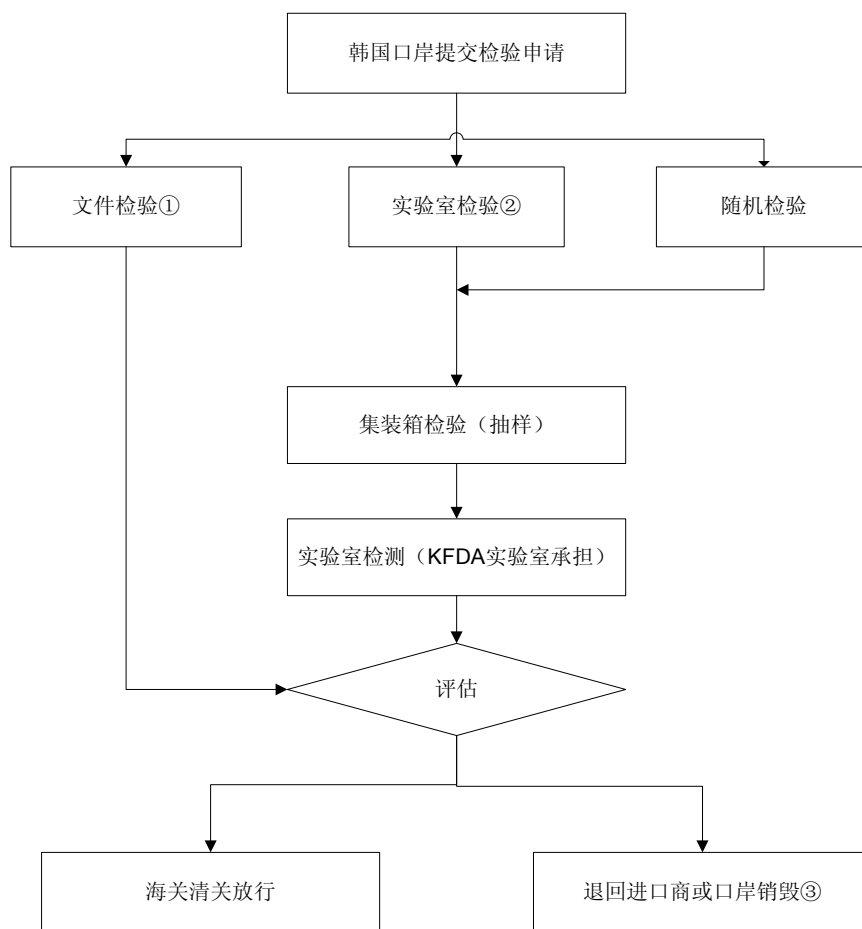 韩国口岸提交检验申请
文件检验①
实验室检验②
随机检验
集装箱检验（抽样）
实验室检测（KFDA实验室承担）
评估
海关清关放行
退回进口商或口岸销毁③